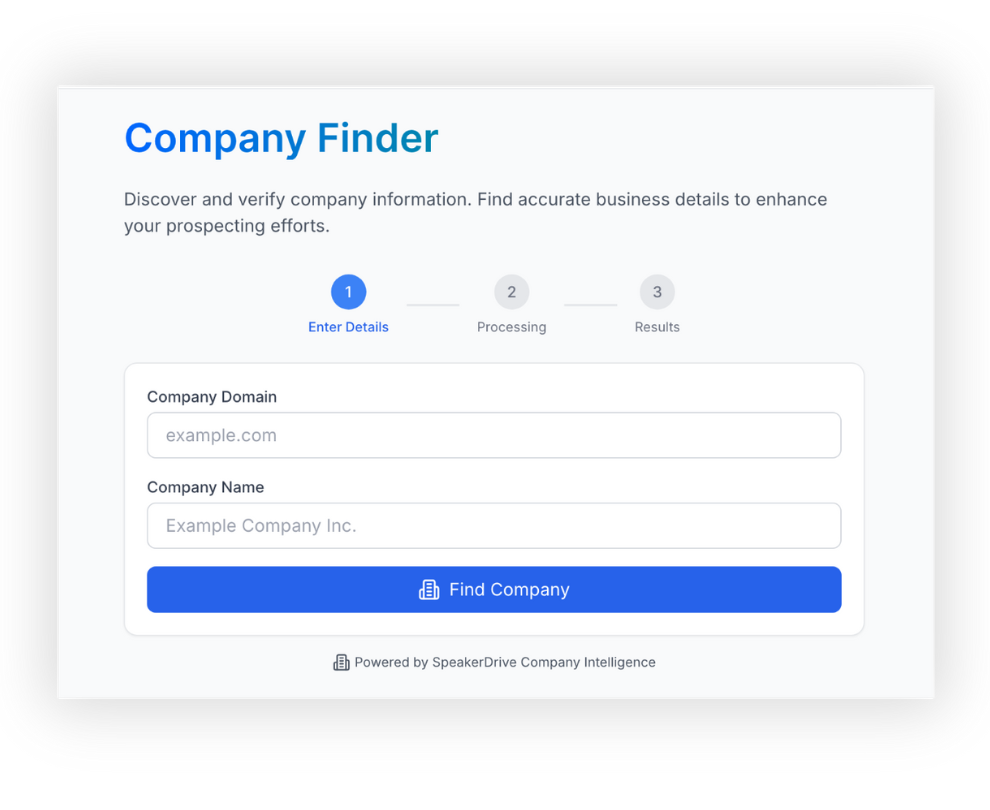 Company Finder
Discover and verify company information. Find accurate business details to enhance
your prospecting efforts.
1
2
3
Enter Details
Processing
Results
Company Domain
example.com
Company Name
Example Company Inc.
Find Company
Powered by SpeakerDrive Company Intelligence